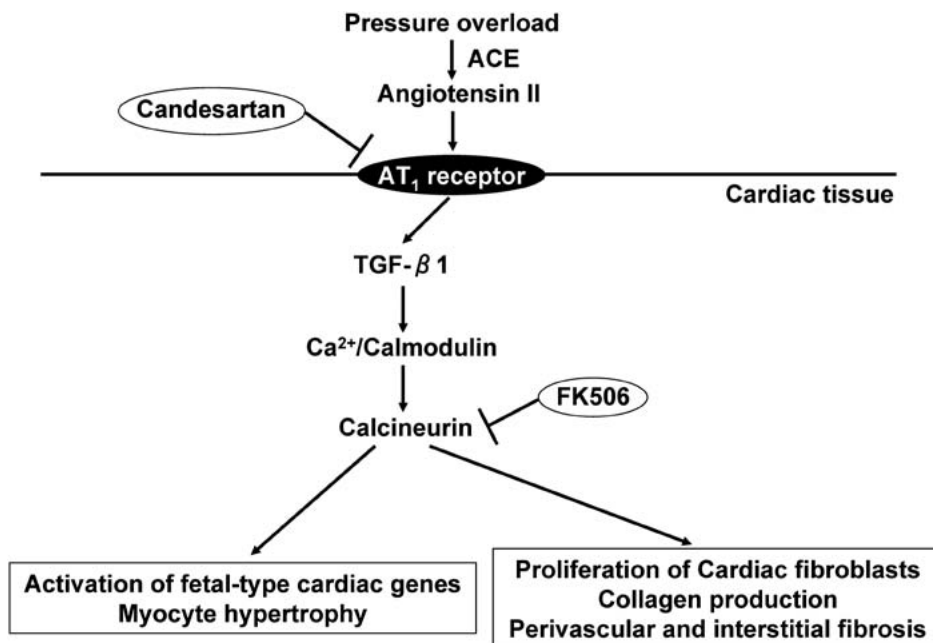 Pressure overload
ACE
Angiotensin II
Candesartan
AT₁ receptor
Cardiac tissue
TGF-β1
Ca²⁺/Calmodulin
FK506
Calcineurin
Activation of fetal-type cardiac genes
Myocyte hypertrophy
Proliferation of Cardiac fibroblasts
Collagen production
Perivascular and interstitial fibrosis